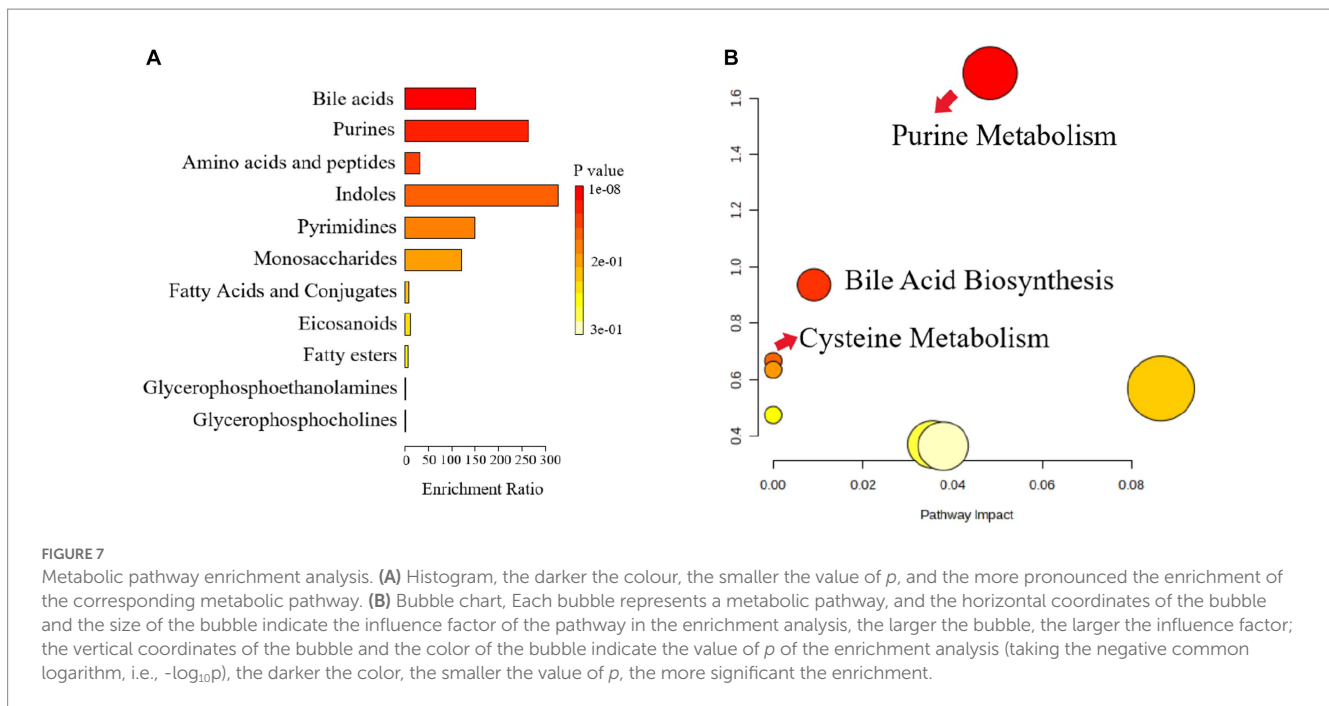 A
Bile acids
Purines
Amino acids and peptides
Indoles
Pyrimidines
Monosaccharides
Fatty Acids and Conjugates
Eicosanoids
Fatty esters
Glycerophosphoethanolamines
Glycerophosphocholines
0 50 100 150 200 250 300
Enrichment Ratio
P value
1e-08
2e-01
3e-01
B
1.6
1.4
1.2
1.0
0.8
0.6
0.4
Purine Metabolism
Bile Acid Biosynthesis
Cysteine Metabolism
0.00 0.02 0.04 0.06 0.08
Pathway Impact
FIGURE 7
Metabolic pathway enrichment analysis. (A) Histogram, the darker the colour, the smaller the value of p, and the more pronounced the enrichment of
the corresponding metabolic pathway. (B) Bubble chart, Each bubble represents a metabolic pathway, and the horizontal coordinates of the bubble
and the size of the bubble indicate the influence factor of the pathway in the enrichment analysis, the larger the bubble, the larger the influence factor;
the vertical coordinates of the bubble and the color of the bubble indicate the value of p of the enrichment analysis (taking the negative common
logarithm, i.e., -log₁₀p), the darker the color, the smaller the value of p, the more significant the enrichment.